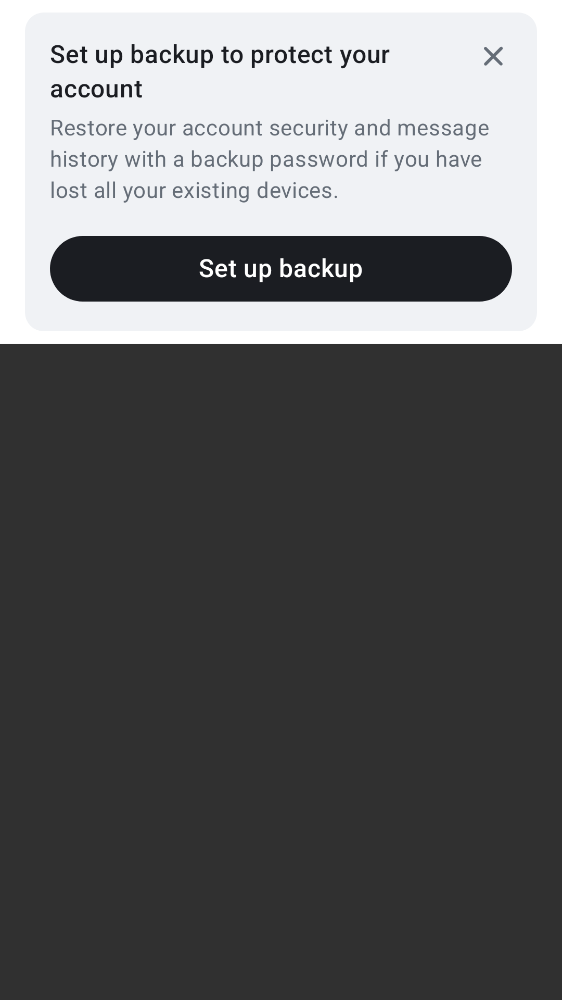 Set up backup to protect your
account
Restore your account security and message
history with a backup password if you have
lost all your existing devices.
Set up backup